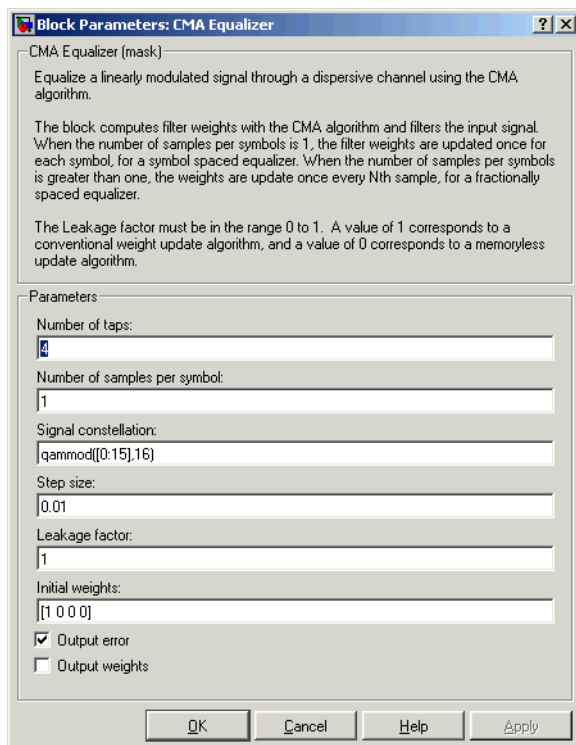 Block Parameters: CMA Equalizer
CMA Equalizer (mask)
Equalize a linearly modulated signal through a dispersive channel using the CMA
algorithm.
The block computes filter weights with the CMA algorithm and filters the input signal.
When the number of samples per symbols is 1, the filter weights are updated once for
each symbol, for a symbol spaced equalizer. When the number of samples per symbols
is greater than one, the weights are update once every Nth sample, for a fractionally
spaced equalizer.
The Leakage factor must be in the range 0 to 1. A value of 1 corresponds to a
conventional weight update algorithm, and a value of 0 corresponds to a memoryless
update algorithm.
Parameters
Number of taps:
4
Number of samples per symbol:
1
Signal constellation:
qammod([0:15],16)
Step size:
0.01
Leakage factor:
1
Initial weights:
[1 0 0 0]
Output error
Output weights
OK Cancel Help Apply